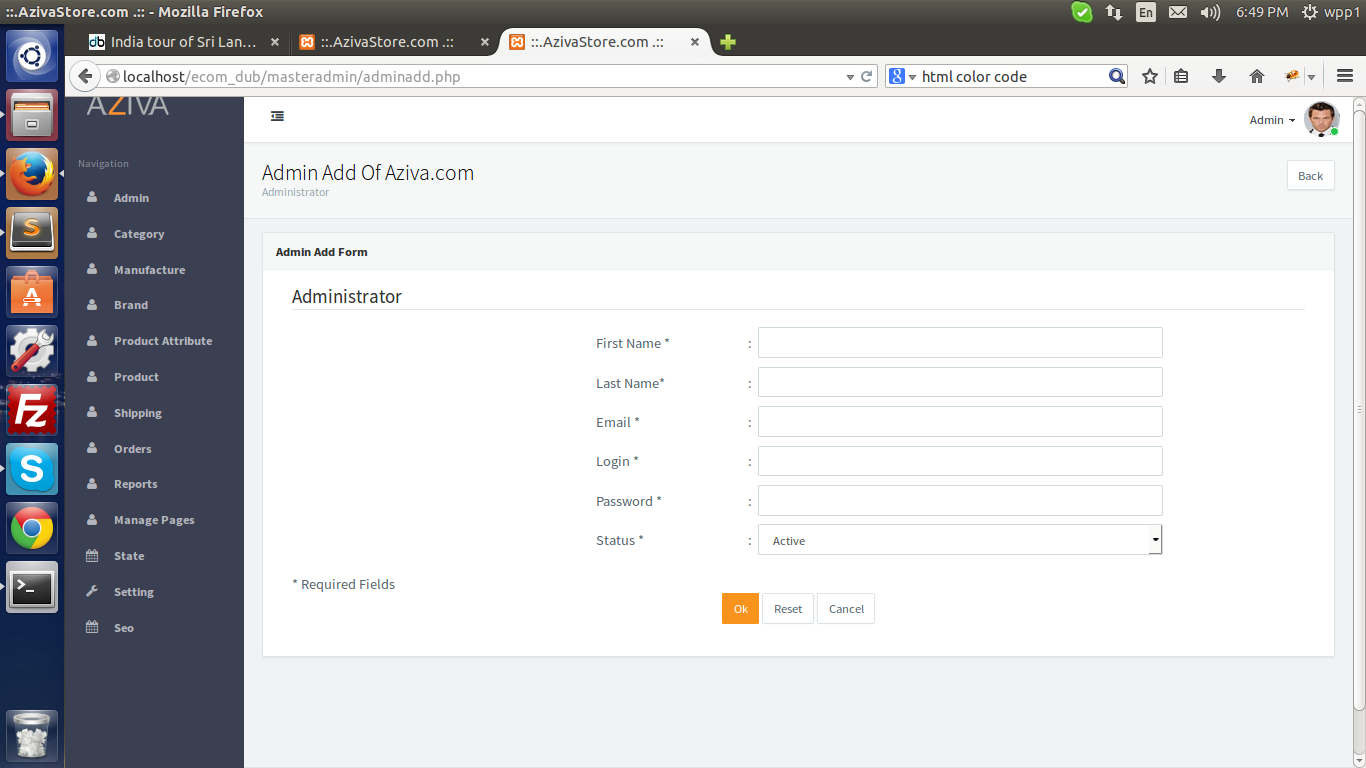 ::.AzivaStore.com .:: - Mozilla Firefox
En
6:49 PM
wpp1
India tour of Sri Lan...
::.AzivaStore.com .::
::.AzivaStore.com .::
localhost/ecom_dub/masteradmin/adminadd.php
html color code
AZIVA
Admin
Navigation
Admin
Category
Manufacture
Brand
Product Attribute
Product
Shipping
Orders
Reports
Manage Pages
State
Setting
Seo
Admin Add Of Aziva.com
Administrator
Back
Admin Add Form
Administrator
First Name * :
Last Name* :
Email * :
Login * :
Password * :
Status * : Active
* Required Fields
Ok Reset Cancel